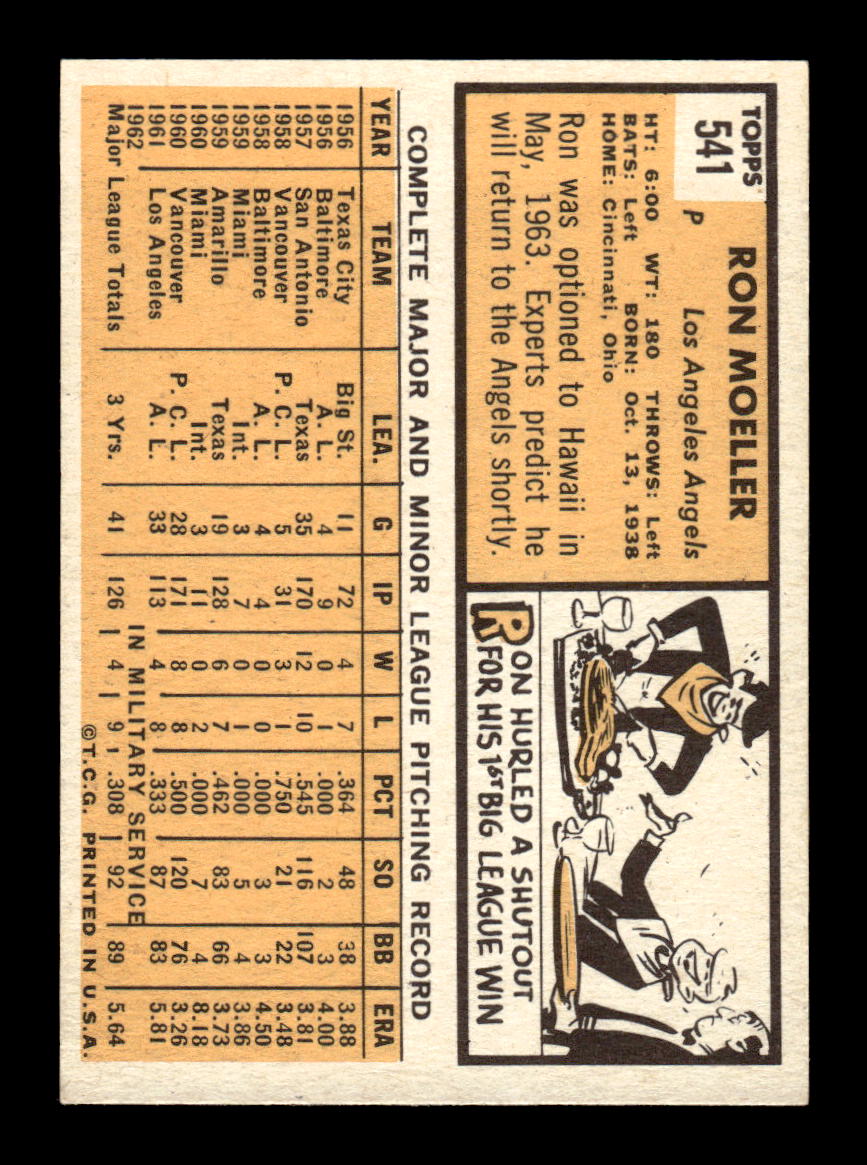 TOPPS
541
RON MOELLER
P Los Angeles Angels
HT: 6:00 WT: 180 THROWS: Left
BATS: Left BORN: Oct. 13, 1938
HOME: Cincinnati, Ohio
Ron was optioned to Hawaii in
May, 1963. Experts predict he
will return to the Angels shortly.
RON HURLED A SHUTOUT
FOR HIS 1ST BIG LEAGUE WIN
COMPLETE MAJOR AND MINOR LEAGUE PITCHING RECORD
YEAR TEAM LEA. G IP W L PCT SO BB ERA
1956 Texas City Big St. 11 72 4 7 .364 48 38 3.88
1956 Baltimore A. L. 4 9 0 1 .000 2 3 4.00
1957 San Antonio Texas 35 170 12 10 .545 116 107 3.81
1958 Vancouver P. C. L. 5 31 3 1 .750 21 22 3.48
1958 Baltimore A. L. 4 4 0 0 .000 3 3 4.50
1959 Miami Int. 3 7 0 1 .000 5 4 3.86
1959 Amarillo Texas 19 128 6 7 .462 83 66 3.73
1960 Miami Int. 3 11 0 2 .000 7 4 8.18
1960 Vancouver P. C. L. 28 171 8 8 .500 120 76 3.26
1961 Los Angeles A. L. 33 113 4 8 .333 87 83 5.81
1962 IN MILITARY SERVICE
Major League Totals 3 Yrs. 41 126 4 9 .308 92 89 5.64
©T.C.G. PRINTED IN U.S.A.